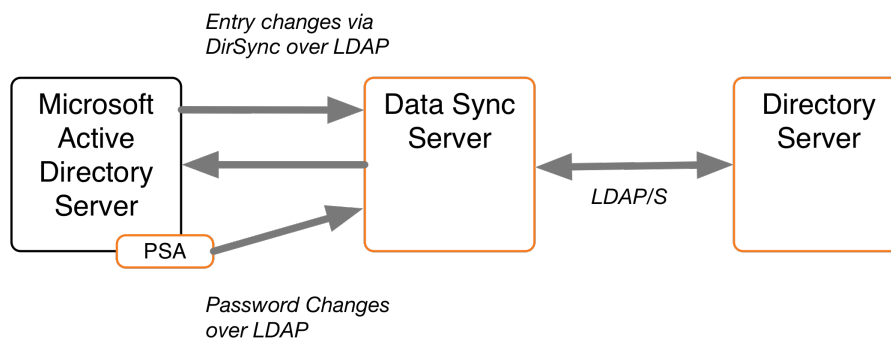 Entry changes via
DirSync over LDAP
Microsoft
Active
Directory
Server
Data Sync
Server
Directory
Server
LDAP/S
PSA
Password Changes
over LDAP